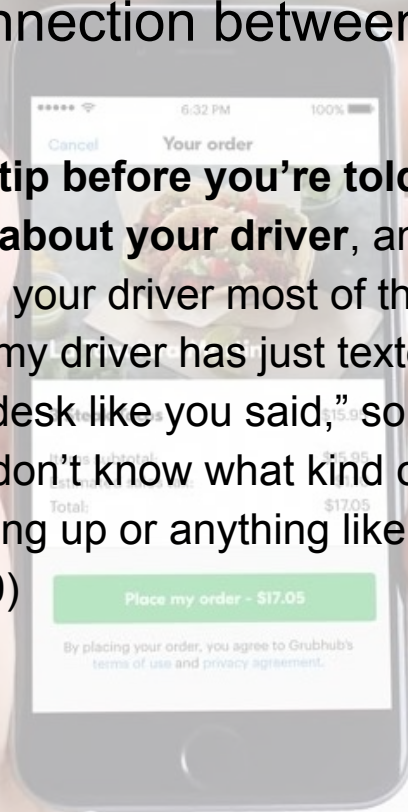 nnection between
6:32 PM 100%
Cancel Your order
tip before you’re told
about your driver, an
your driver most of th
my driver has just texte
desk like you said,” so
don’t know what kind
Total: $17.05
ng up or anything like
)
Place my order - $17.05
By placing your order, you agree to Grubhub's
terms of use and privacy agreement.